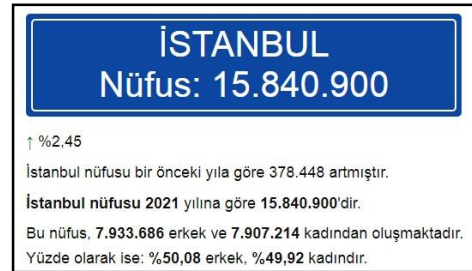 İSTANBUL
Nüfus: 15.840.900
↑ %2,45
İstanbul nüfusu bir önceki yıla göre 378.448 artmıştır.
İstanbul nüfusu 2021 yılına göre 15.840.900'dir.
Bu nüfus, 7.933.686 erkek ve 7.907.214 kadından oluşmaktadır.
Yüzde olarak ise: %50,08 erkek, %49,92 kadındır.